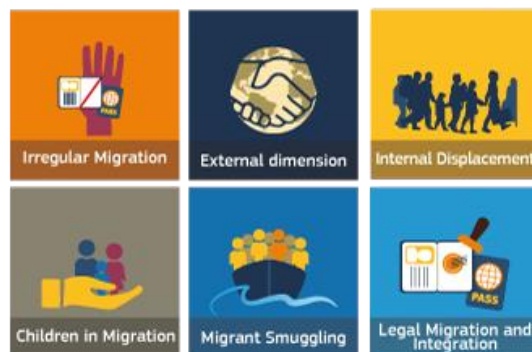 PASS
Irregular Migration
External dimension
Internal Displacement
PASS
Children in Migration
Migrant Smuggling
Legal Migration and
Integration